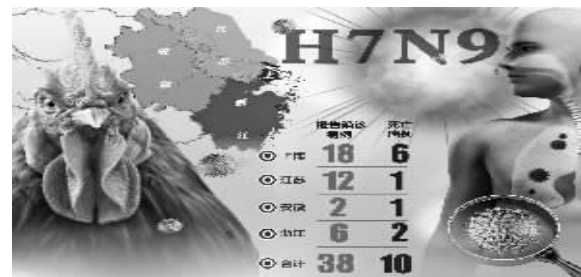 H7N9
报告确诊 死亡
病例 病例
上海 18 6
江苏 12 1
安徽 2 1
浙江 6 2
合计 38 10